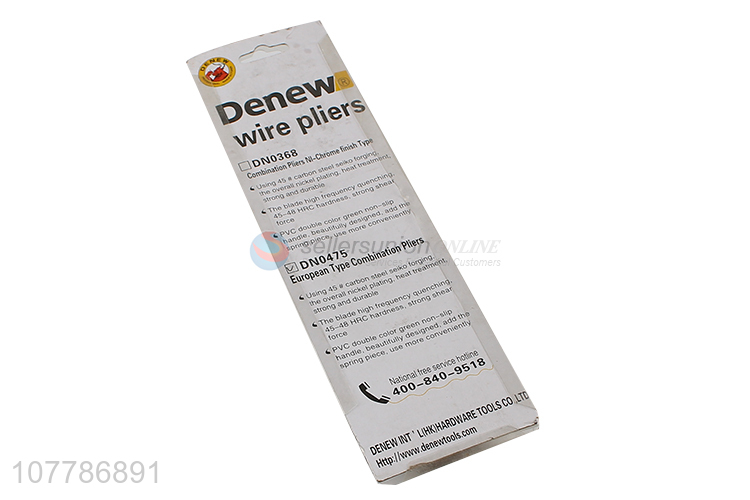 DENEW
Denew®
wire pliers
DN0368
Combination Pliers NI-Chrome finish Type
Using 45 # carbon steel seiko forging,
the overall nickel plating, heat treatment,
strong and durable
The blade high frequency quenching,
45-48 HRC hardness, strong shear
force
PVC double color green non-slip
handle, beautifully designed, add the
spring piece, use more conveniently
sellersunionONLINE
Customers
DN0475
European Type Combination Pliers
Using 45 # carbon steel seiko forging,
the overall nickel plating, heat treatment,
strong and durable
The blade high frequency quenching,
45-48 HRC hardness, strong shear
force
PVC double color green non-slip
handle, beautifully designed, add the
spring piece, use more conveniently
National free service hotline
400-840-9518
DENEW INT'L(HK)HARDWARE TOOLS CO.,LTD
Http://www.denewtools.com
107786891